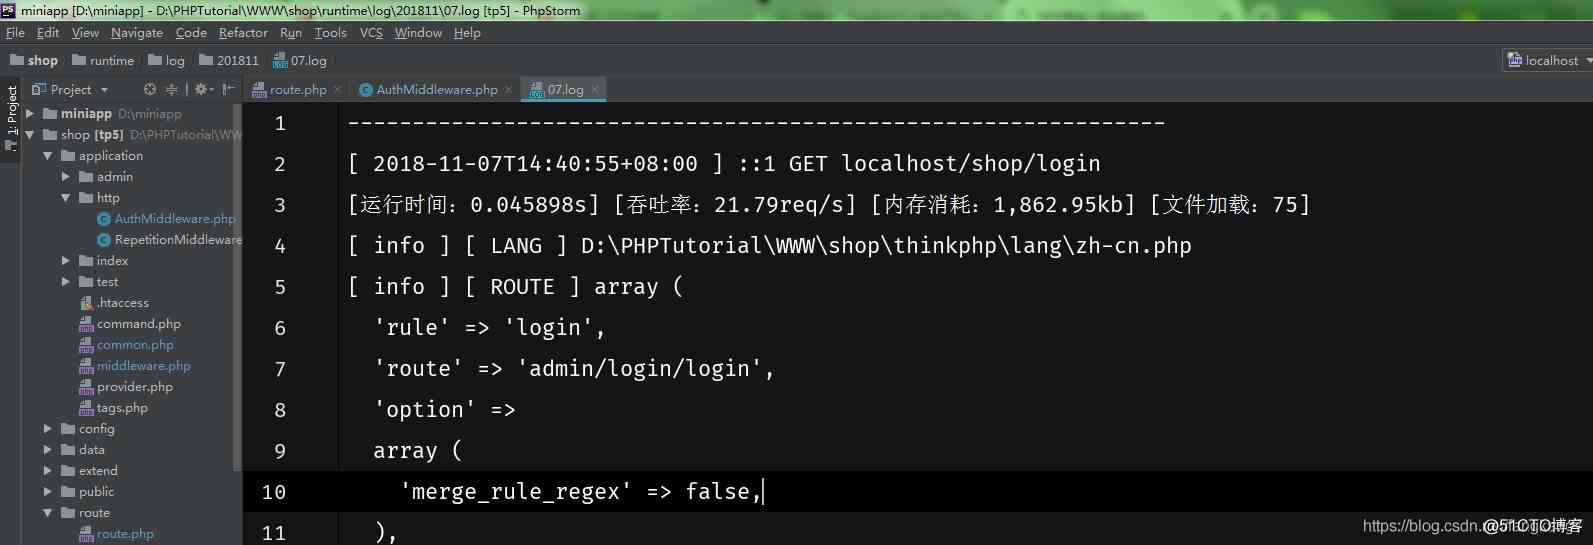 PS miniapp [D:\miniapp] - D:\PHPTutorial\WWW\shop\runtime\log\201811\07.log [tp5] - PhpStorm
File Edit View Navigate Code Refactor Run Tools VCS Window Help
shop runtime log 201811 07.log localhost
1: Project
Project
route.php AuthMiddleware.php 07.log
miniapp D:\miniapp
shop [tp5] D:\PHPTutorial\WW
application
admin
http
AuthMiddleware.php
RepetitionMiddleware
index
test
.htaccess
command.php
common.php
middleware.php
provider.php
tags.php
config
data
extend
public
route
route.php
1 ---------------------------------------------------------------
2 [ 2018-11-07T14:40:55+08:00 ] ::1 GET localhost/shop/login
3 [运行时间：0.045898s] [吞吐率：21.79req/s] [内存消耗：1,862.95kb] [文件加载：75]
4 [ info ] [ LANG ] D:\PHPTutorial\WWW\shop\thinkphp\lang\zh-cn.php
5 [ info ] [ ROUTE ] array (
6 'rule' => 'login',
7 'route' => 'admin/login/login',
8 'option' =>
9 array (
10 'merge_rule_regex' => false,
11 ),
https://blog.csdn.
@51CTO博客